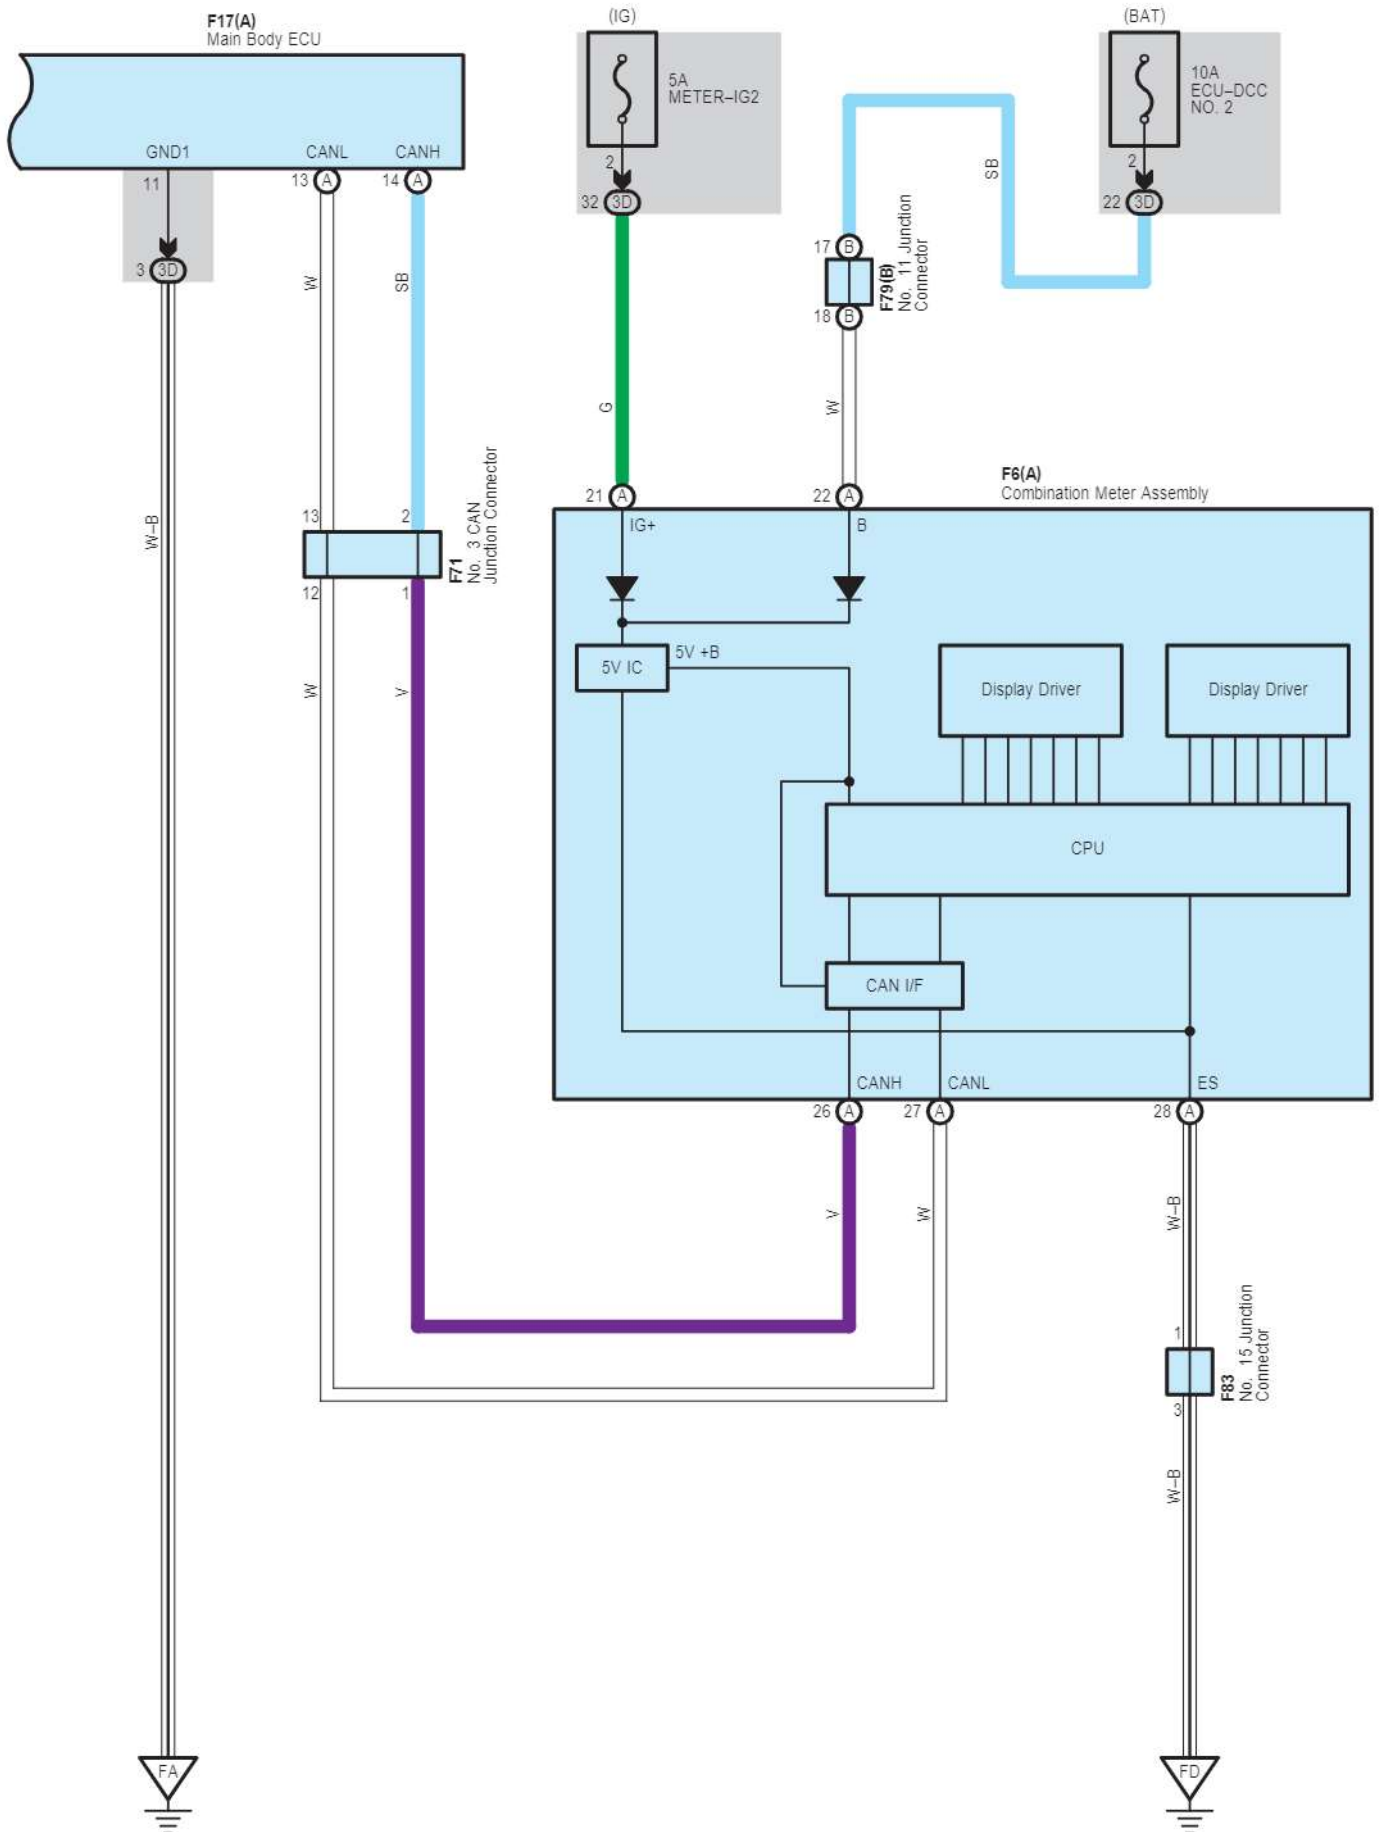 F17(A)
Main Body ECU
GND1
CANL
CANH
11
13 A
14 A
3 3D
W
SB
W–B
13
2
F71
No. 3 CAN
Junction Connector
12
1
W
V
FA
(IG)
5A
METER–IG2
2
32 3D
G
(BAT)
10A
ECU–DCC
NO. 2
2
22 3D
SB
17 B
F79(B)
No. 11 Junction
Connector
18 B
W
F6(A)
Combination Meter Assembly
21 A
22 A
IG+
B
5V IC
5V +B
Display Driver
Display Driver
CPU
CAN I/F
CANH
CANL
ES
26 A
27 A
28 A
V
W
W–B
1
F83
No. 15 Junction
Connector
3
W–B
FD